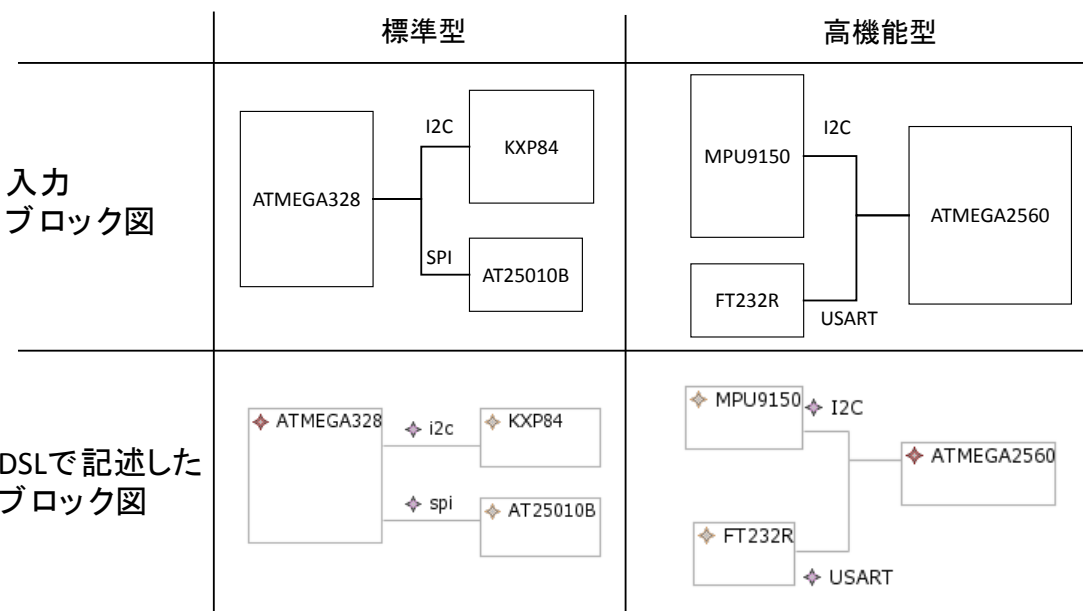 標準型
高機能型
入力
ブロック図
ATMEGA328
I2C
KXP84
SPI
AT25010B
MPU9150
I2C
ATMEGA2560
FT232R
USART
DSLで記述した
ブロック図
ATMEGA328
i2c
KXP84
spi
AT25010B
MPU9150
I2C
ATMEGA2560
FT232R
USART